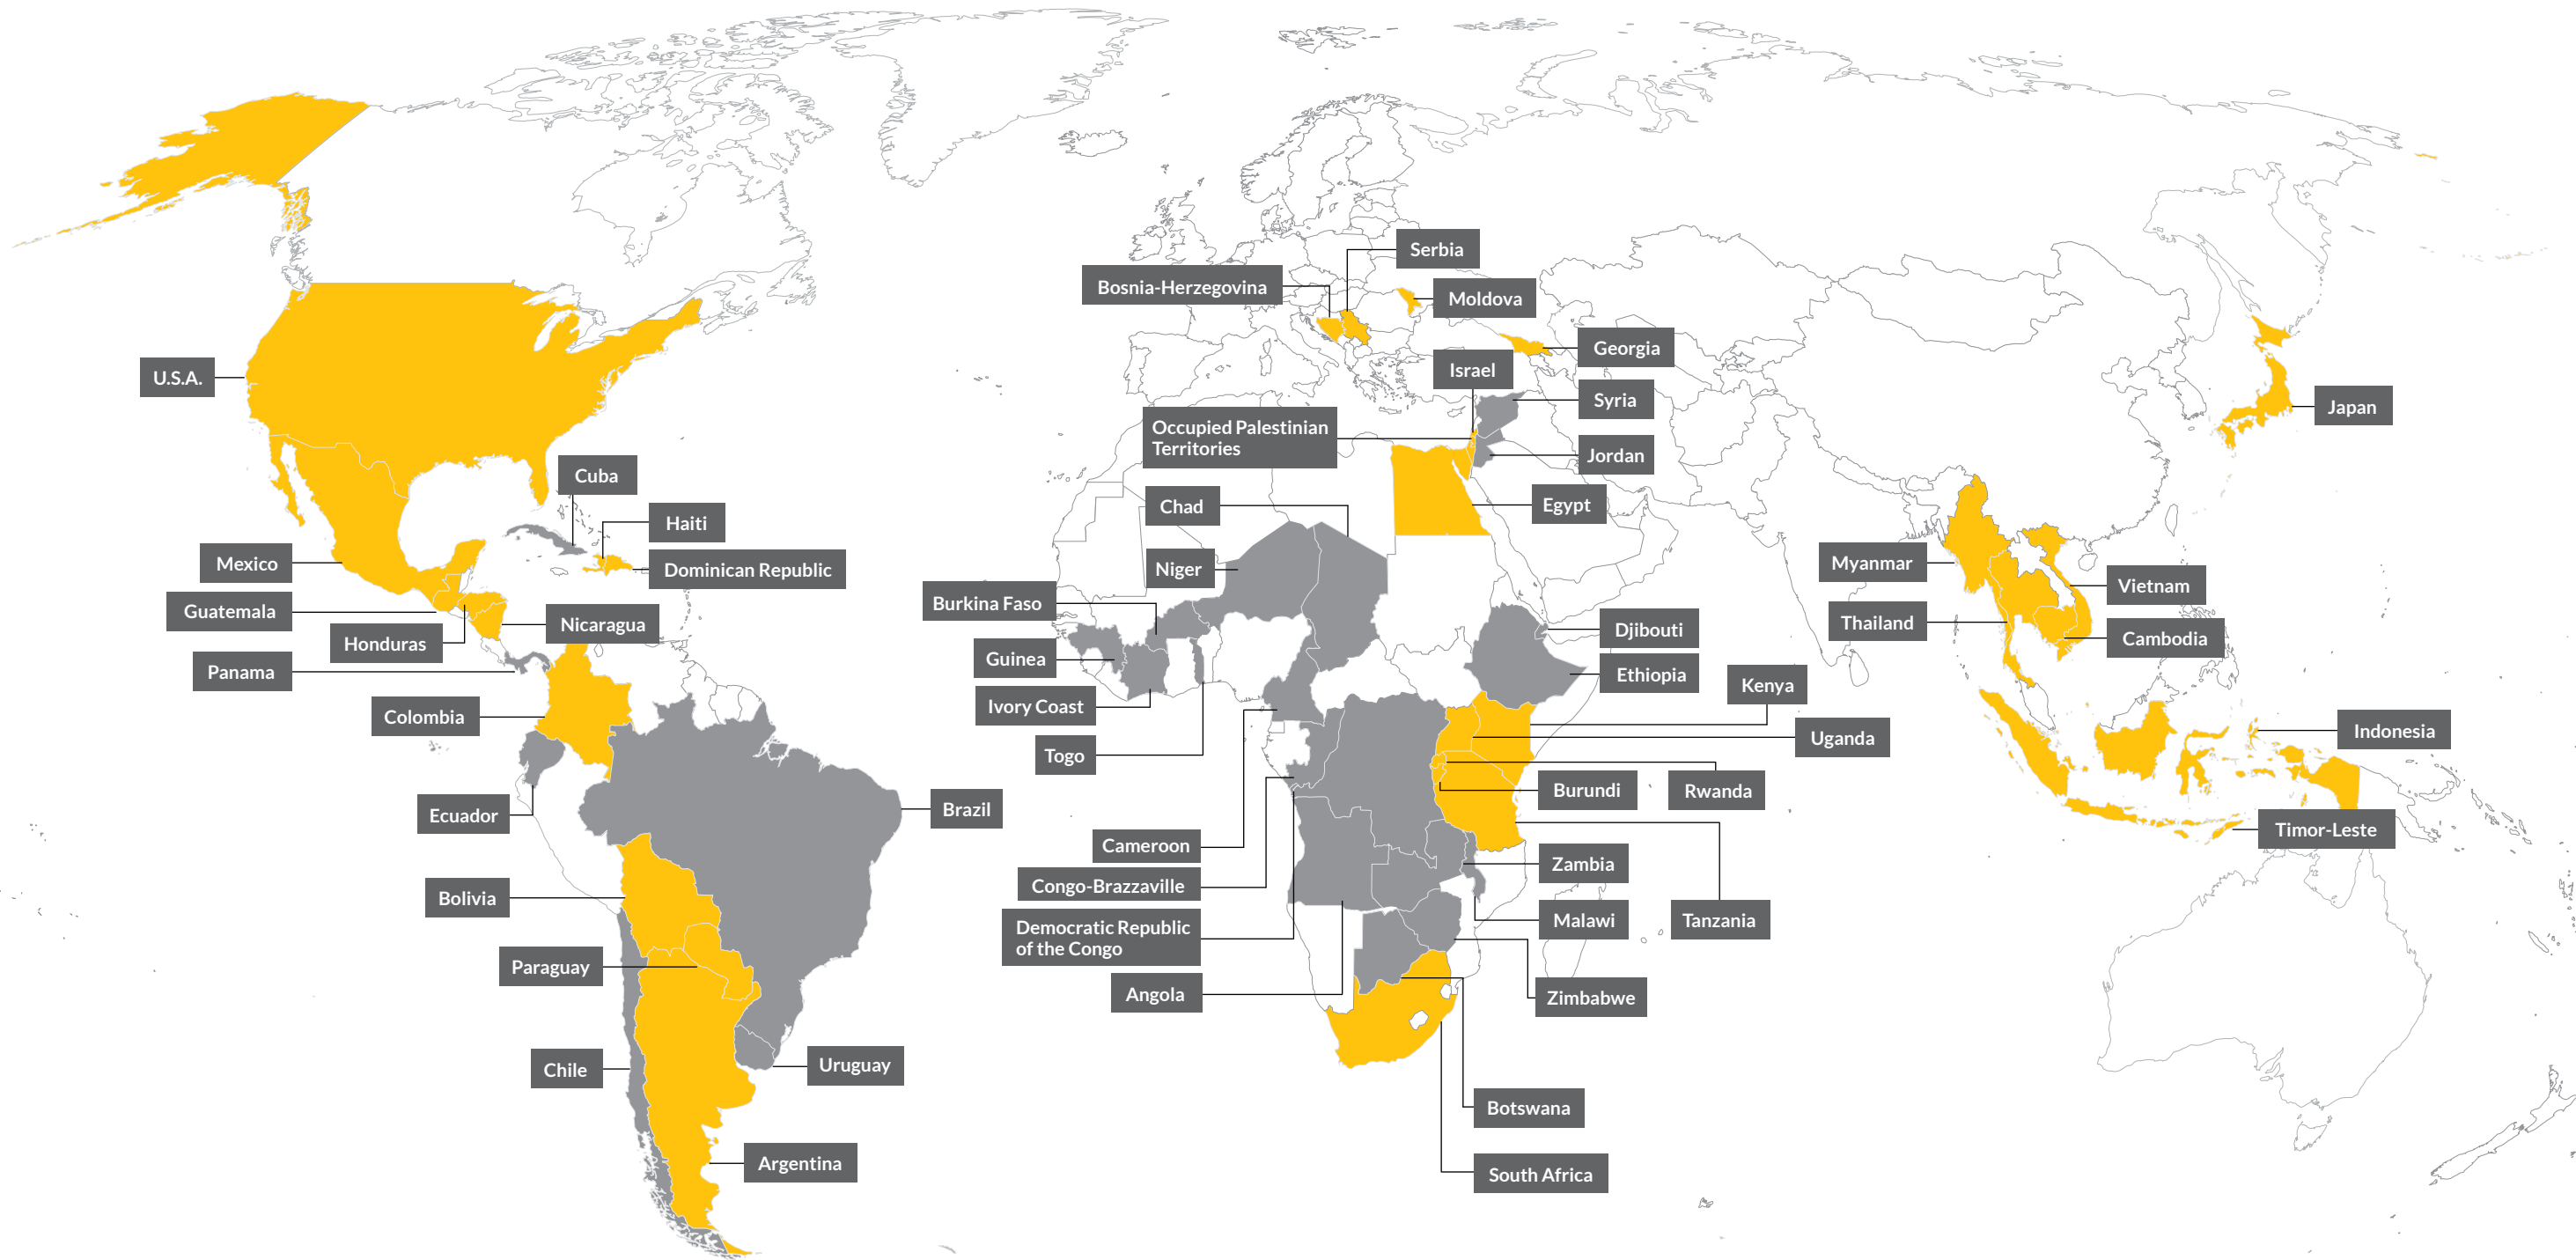 Serbia
Bosnia-Herzegovina
Moldova
Georgia
Israel
U.S.A.
Syria
Japan
Occupied Palestinian
Territories
Jordan
Cuba
Egypt
Chad
Haiti
Mexico
Dominican Republic
Niger
Myanmar
Vietnam
Burkina Faso
Guatemala
Nicaragua
Djibouti
Thailand
Cambodia
Honduras
Guinea
Panama
Ethiopia
Kenya
Colombia
Ivory Coast
Uganda
Indonesia
Togo
Burundi
Rwanda
Ecuador
Brazil
Timor-Leste
Cameroon
Zambia
Congo-Brazzaville
Bolivia
Malawi
Tanzania
Democratic Republic
of the Congo
Paraguay
Angola
Zimbabwe
Uruguay
Chile
Botswana
Argentina
South Africa